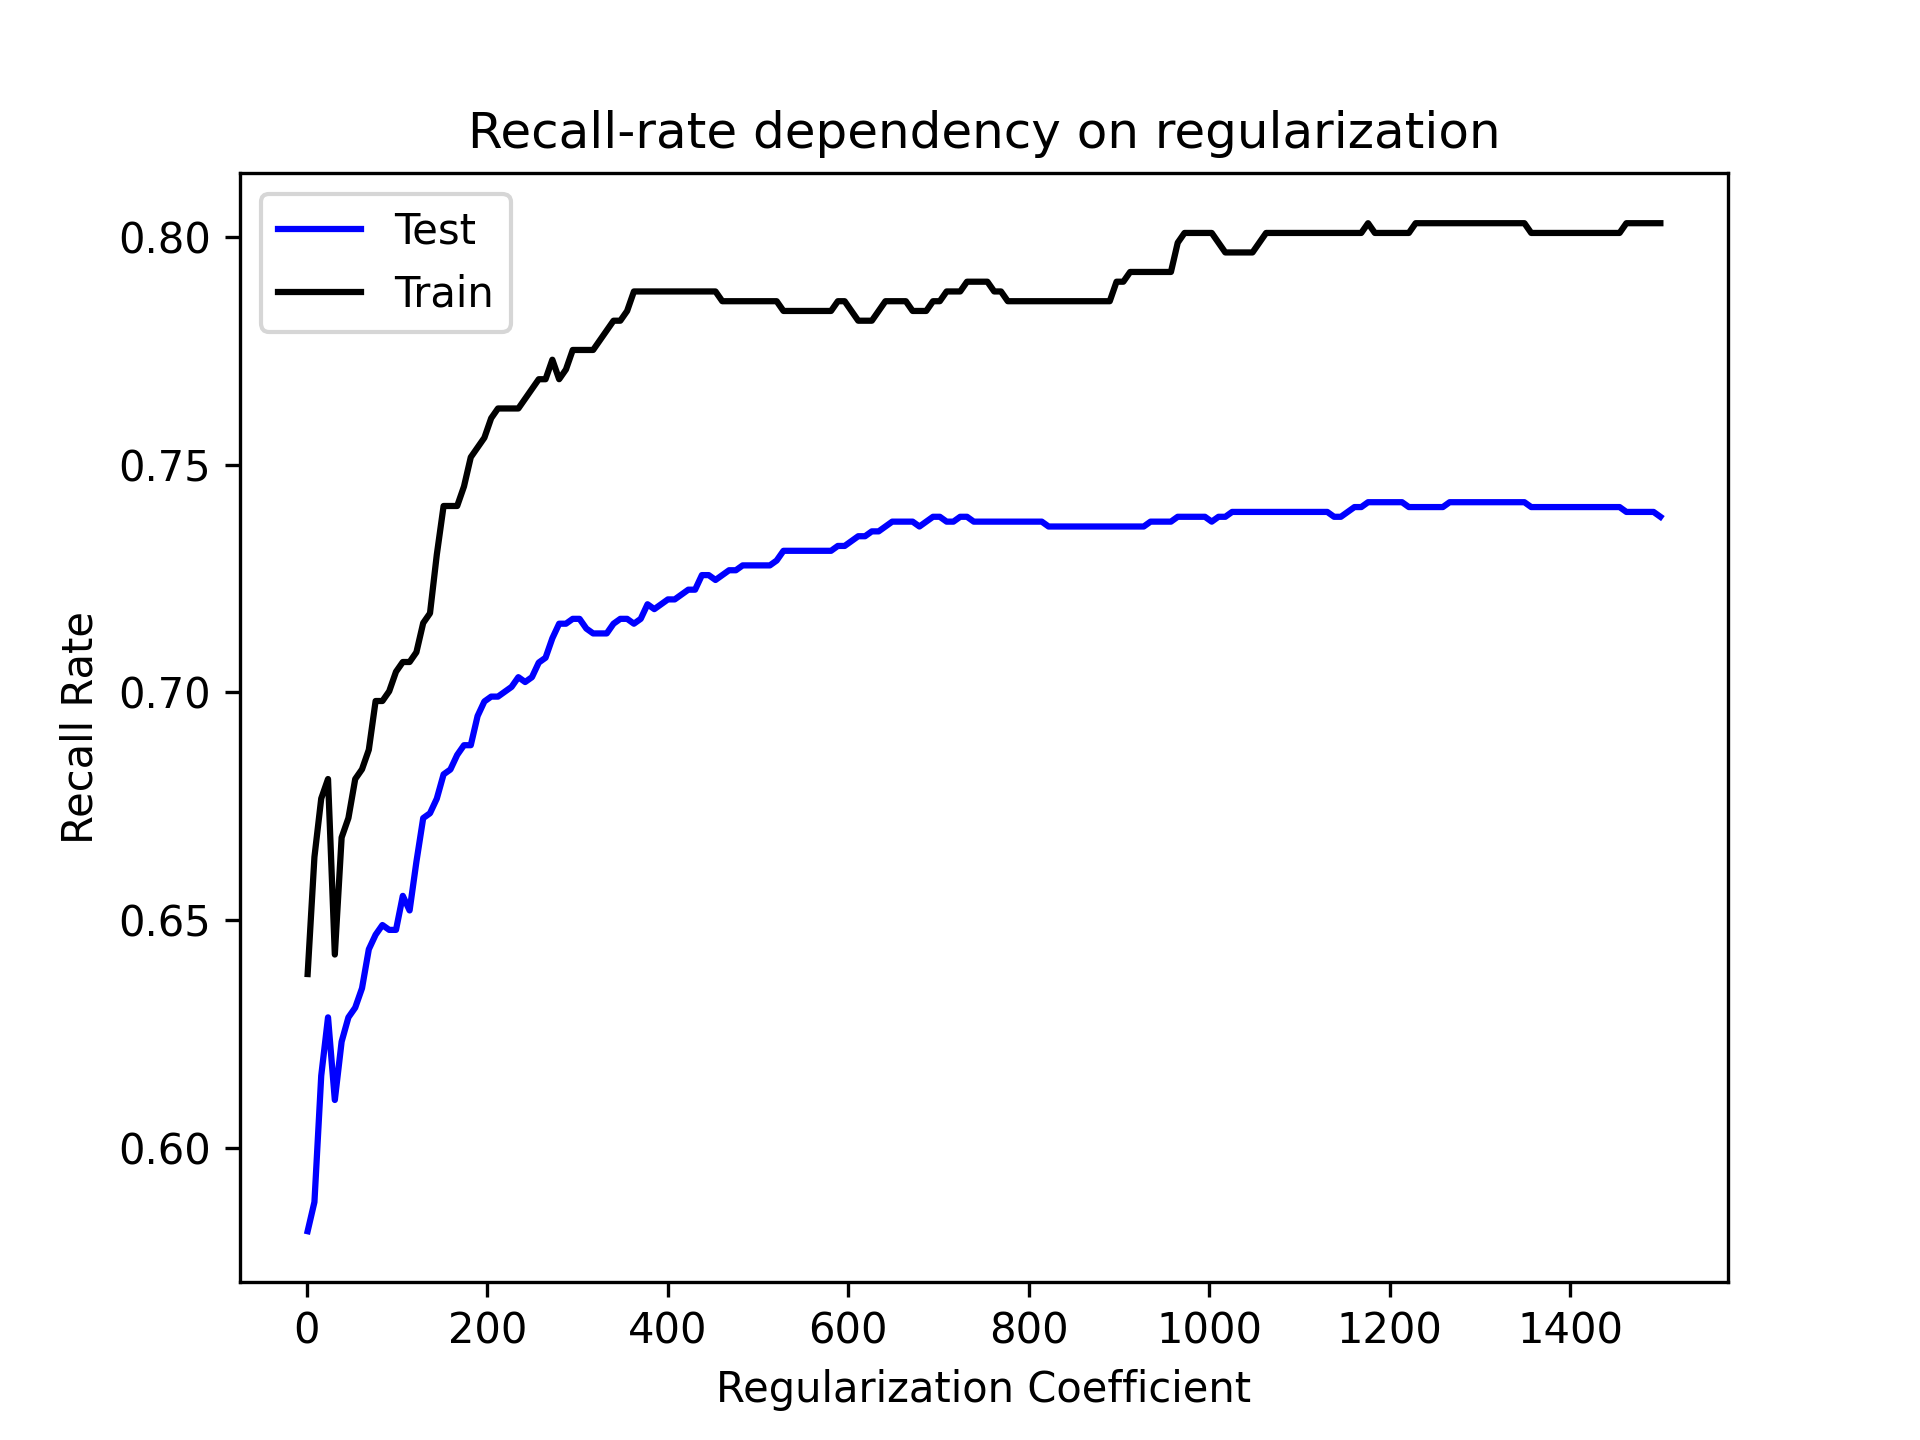 Recall-rate dependency on regularization
Test
Train
0.80
0.75
0.70
0.65
0.60
Recall Rate
0 200 400 600 800 1000 1200 1400
Regularization Coefficient